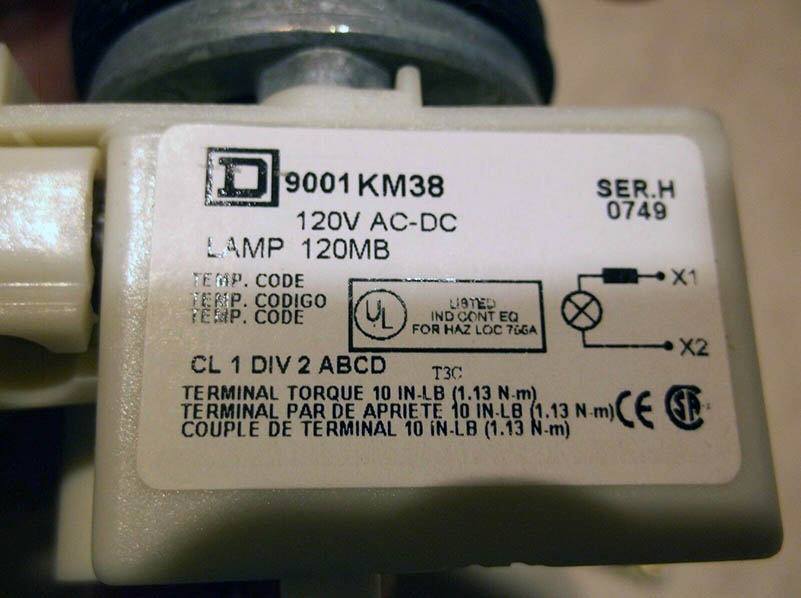 D 9001 KM38
SER.H
0749
120V AC-DC
LAMP 120MB
TEMP. CODE
TEMP. CODIGO
TEMP. CODE
UL
LISTED
IND CONT EQ
FOR HAZ LOC 766A
X1
X2
CL 1 DIV 2 ABCD T3C
TERMINAL TORQUE 10 IN-LB (1.13 N-m)
TERMINAL PAR DE APRIETE 10 IN-LB (1.13 N-m)
COUPLE DE TERMINAL 10 IN-LB (1.13 N-m)
CE SA